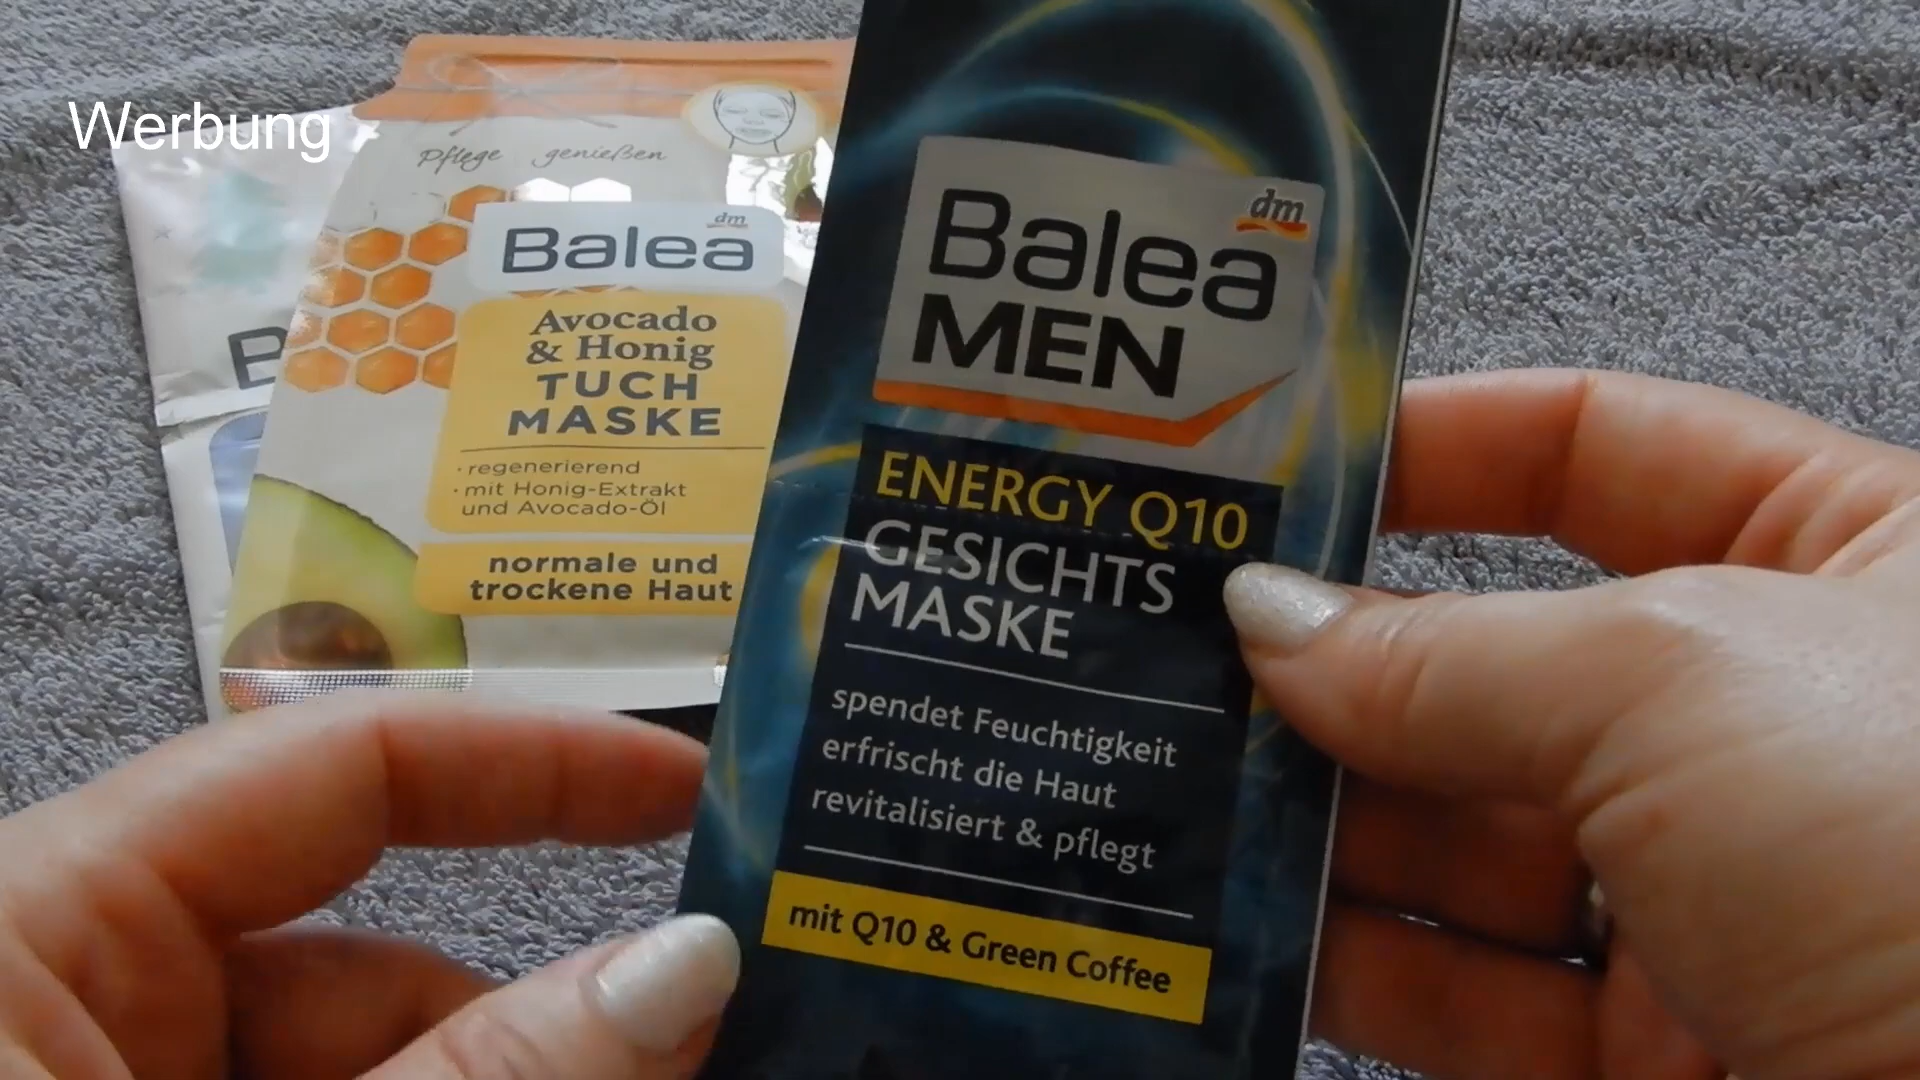 Werbung
Pflege genießen
dm
Balea
Avocado
& Honig
TUCH
MASKE
· regenerierend
· mit Honig-Extrakt
und Avocado-Öl
normale und
trockene Haut
dm
Balea
MEN
ENERGY Q10
GESICHTS
MASKE
spendet Feuchtigkeit
erfrischt die Haut
revitalisiert & pflegt
mit Q10 & Green Coffee